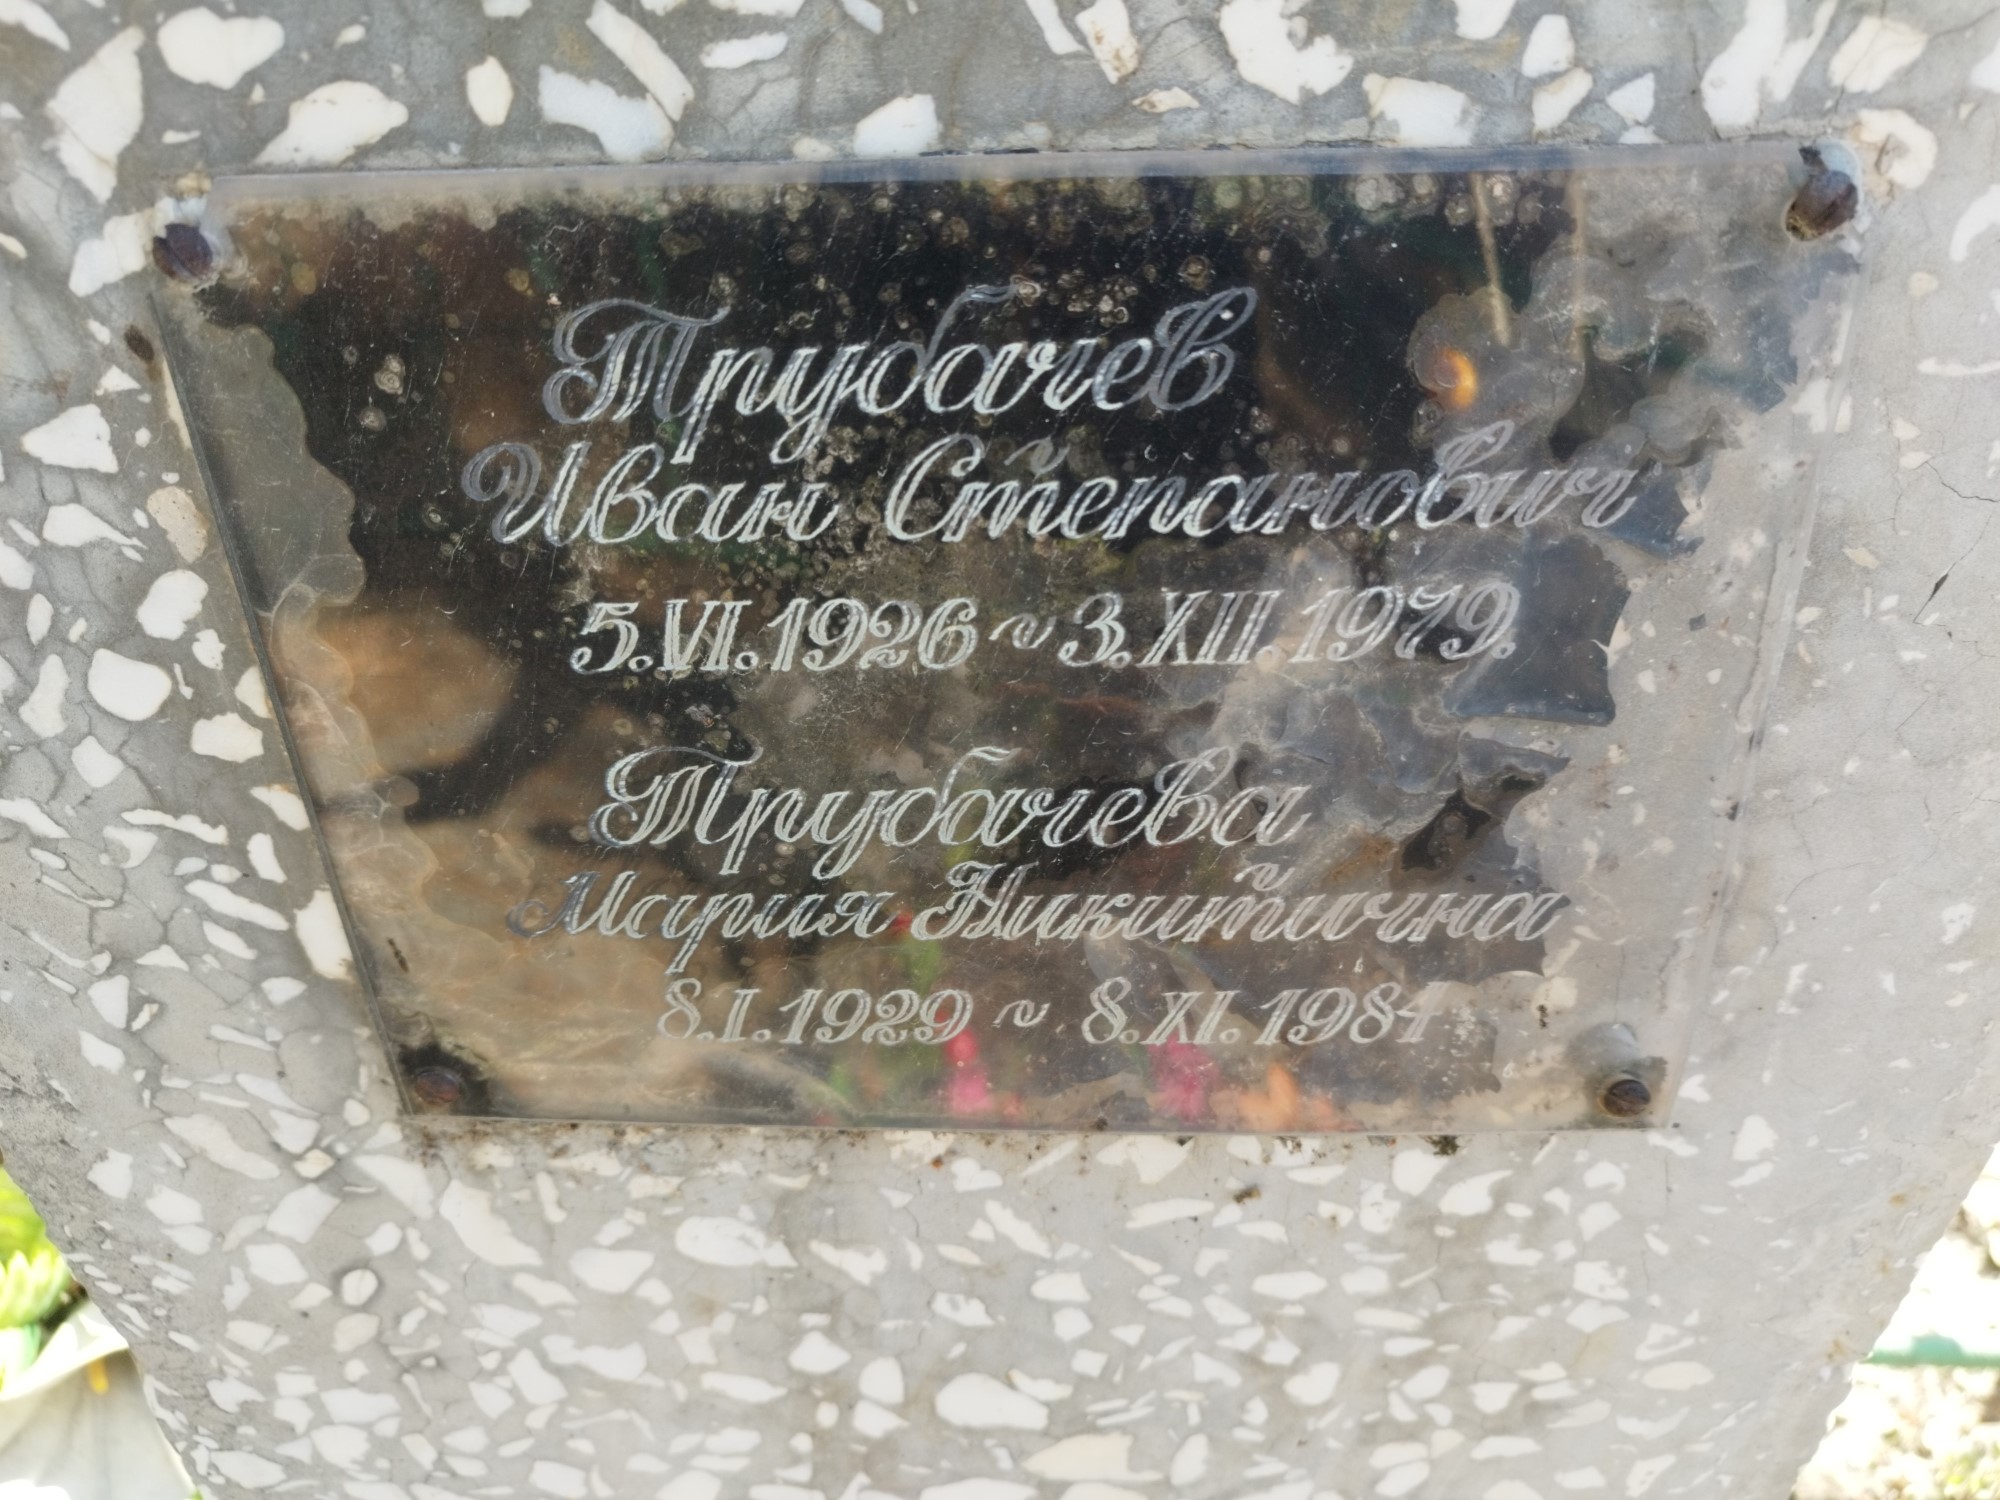 Трубачев
Иван Степанович
5.VI.1926 ~ 3.XII.1979.
Трубачева
Мария Никитична
8.I.1929 ~ 8.XI.1984